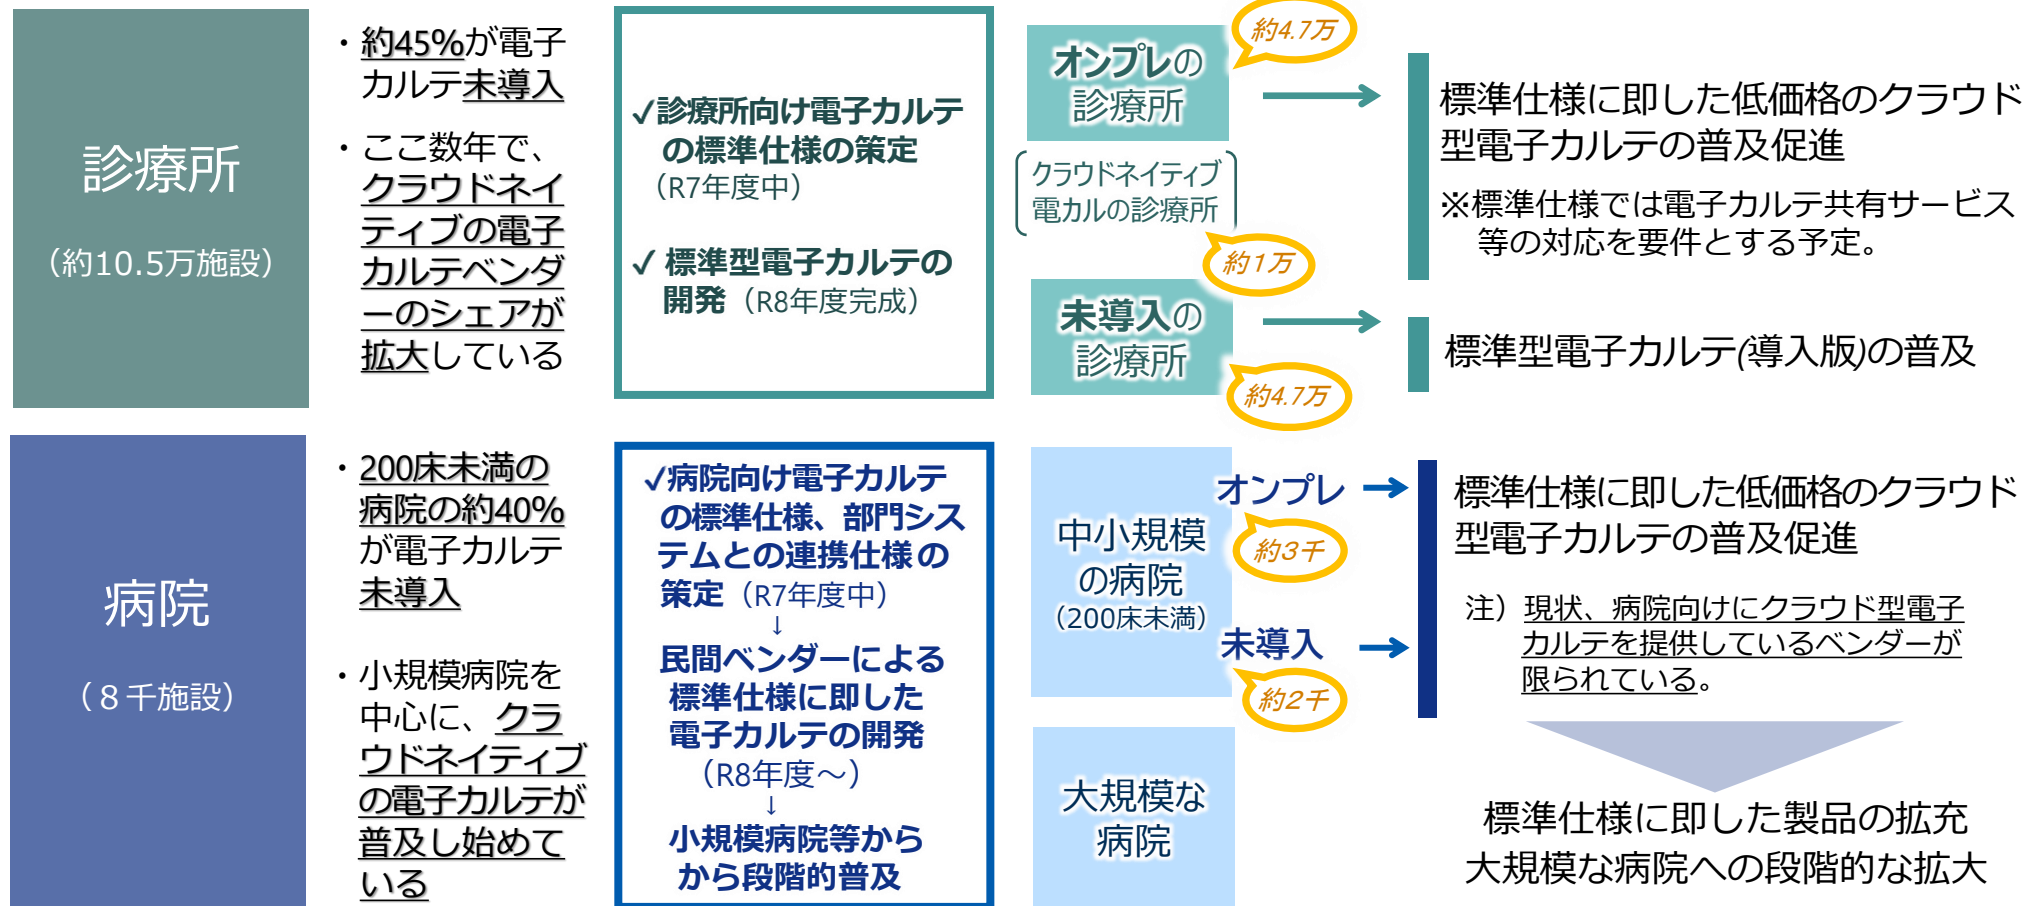 診療所
（約10.5万施設）
・約45%が電子
カルテ未導入
・ここ数年で、
クラウドネイ
ティブの電子
カルテベンダ
ーのシェアが
拡大している
✓診療所向け電子カルテ
の標準仕様の策定
（R7年度中）
✓ 標準型電子カルテの
開発（R8年度完成）
オンプレの
診療所
約4.7万
クラウドネイティブ
電カルの診療所
約１万
未導入の
診療所
約4.7万
標準仕様に即した低価格のクラウド
型電子カルテの普及促進
※標準仕様では電子カルテ共有サービス
等の対応を要件とする予定。
標準型電子カルテ(導入版)の普及
病院
（８千施設）
・200床未満の
病院の約40%
が電子カルテ
未導入
・小規模病院を
中心に、クラ
ウドネイティブ
の電子カルテが
普及し始めて
いる
✓病院向け電子カルテ
の標準仕様、部門シス
テムとの連携仕様の
策定（R7年度中）
↓
民間ベンダーによる
標準仕様に即した
電子カルテの開発
（R8年度～）
↓
小規模病院等から
から段階的普及
中小規模
の病院
（200床未満）
オンプレ
約３千
未導入
約２千
大規模な
病院
標準仕様に即した低価格のクラウド
型電子カルテの普及促進
注）現状、病院向けにクラウド型電子
カルテを提供しているベンダーが
限られている。
標準仕様に即した製品の拡充
大規模な病院への段階的な拡大